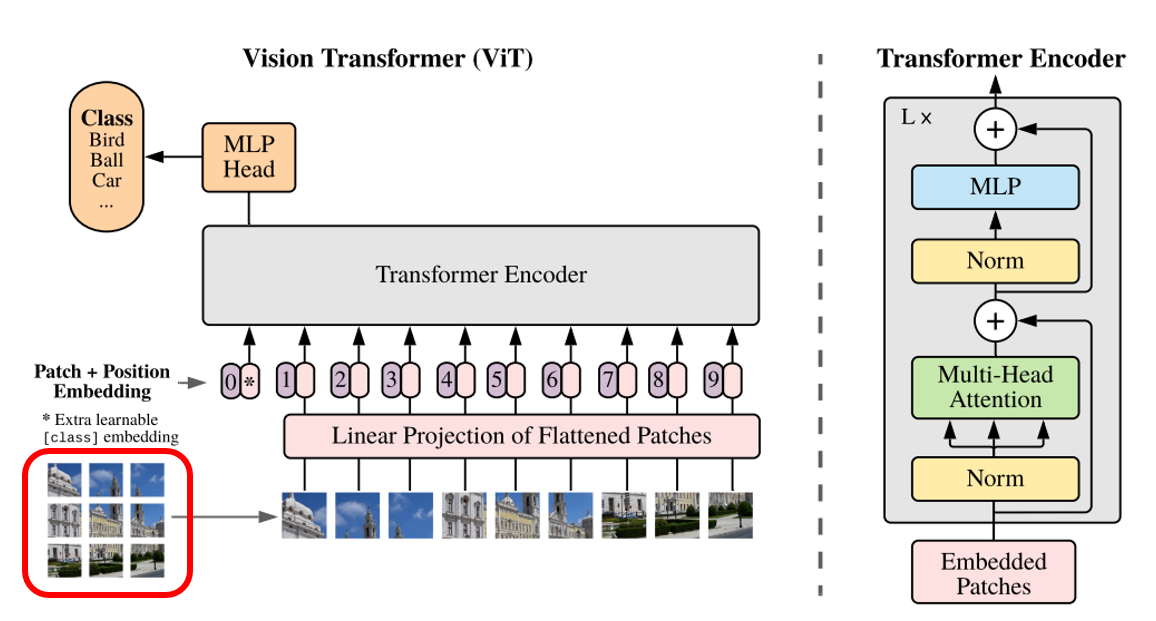 Vision Transformer (ViT)
Class
Bird
Ball
Car
...
MLP
Head
Transformer Encoder
Patch + Position
Embedding
* Extra learnable
[class] embedding
0 * 1 2 3 4 5 6 7 8 9
Linear Projection of Flattened Patches
Transformer Encoder
L x
+
MLP
Norm
+
Multi-Head
Attention
Norm
Embedded
Patches